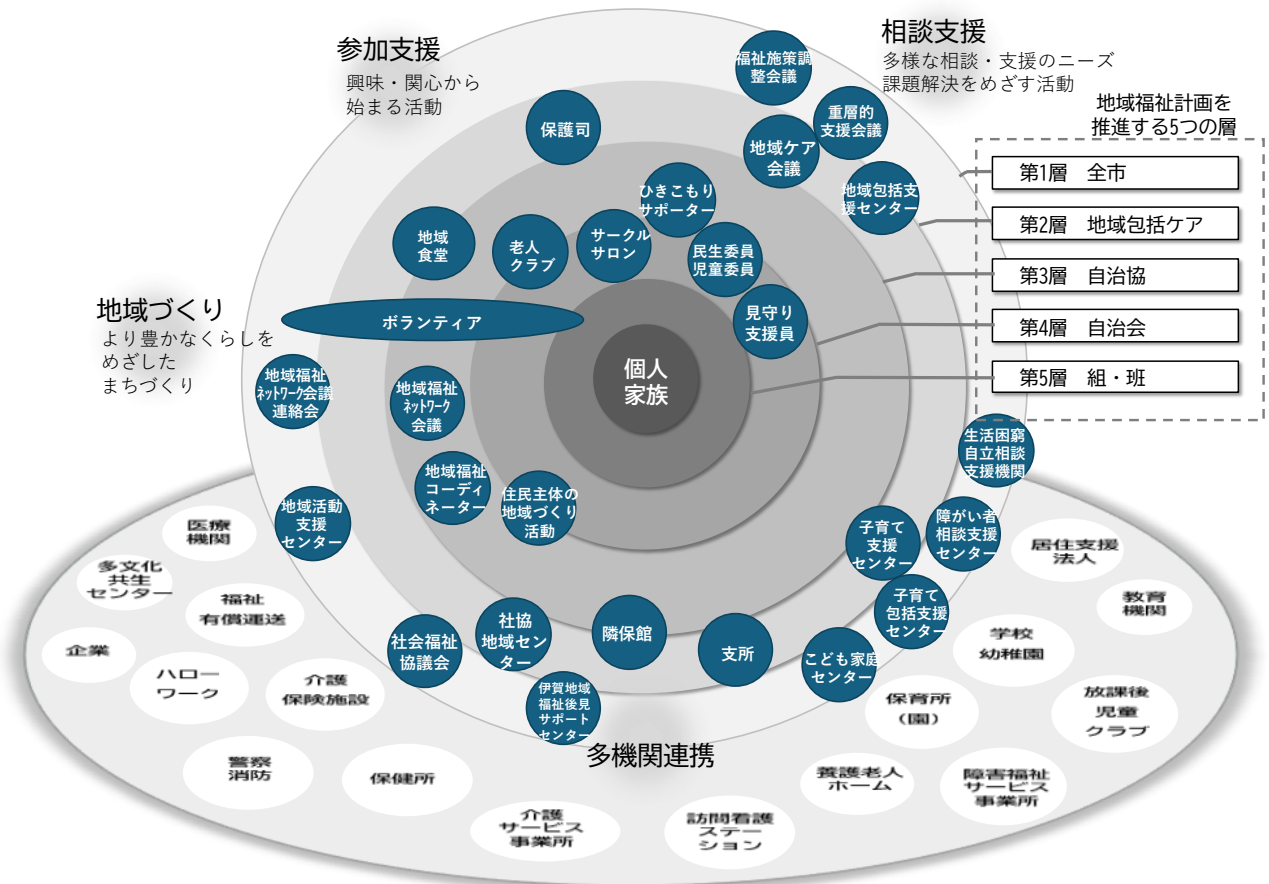 参加支援
興味・関心から
始まる活動
相談支援
多様な相談・支援のニーズ
課題解決をめざす活動
地域福祉計画を
推進する5つの層
第1層　全市
第2層　地域包括ケア
第3層　自治協
第4層　自治会
第5層　組・班
地域づくり
より豊かなくらしを
めざした
まちづくり
福祉施策調
整会議
重層的
支援会議
地域ケア
会議
地域包括支
援センター
保護司
ひきこもり
サポーター
地域
食堂
老人
クラブ
サークル
サロン
民生委員
児童委員
見守り
支援員
ボランティア
個人
家族
地域福祉
ネットワーク会議
連絡会
地域福祉
ネットワーク
会議
地域福祉
コーディ
ネーター
住民主体の
地域づくり
活動
地域活動
支援
センター
生活困窮
自立相談
支援機関
子育て
支援
センター
障がい者
相談支援
センター
子育て
包括支援
センター
こども家庭
センター
社会福祉
協議会
社協
地域セン
ター
隣保館
支所
伊賀地域
福祉後見
サポート
センター
多機関連携
医療
機関
多文化
共生
センター
福祉
有償運送
企業
ハロー
ワーク
介護
保険施設
警察
消防
保健所
介護
サービス
事業所
訪問看護
ステー
ション
養護老人
ホーム
障害福祉
サービス
事業所
保育所
（園）
放課後
児童
クラブ
学校
幼稚園
教育
機関
居住支援
法人